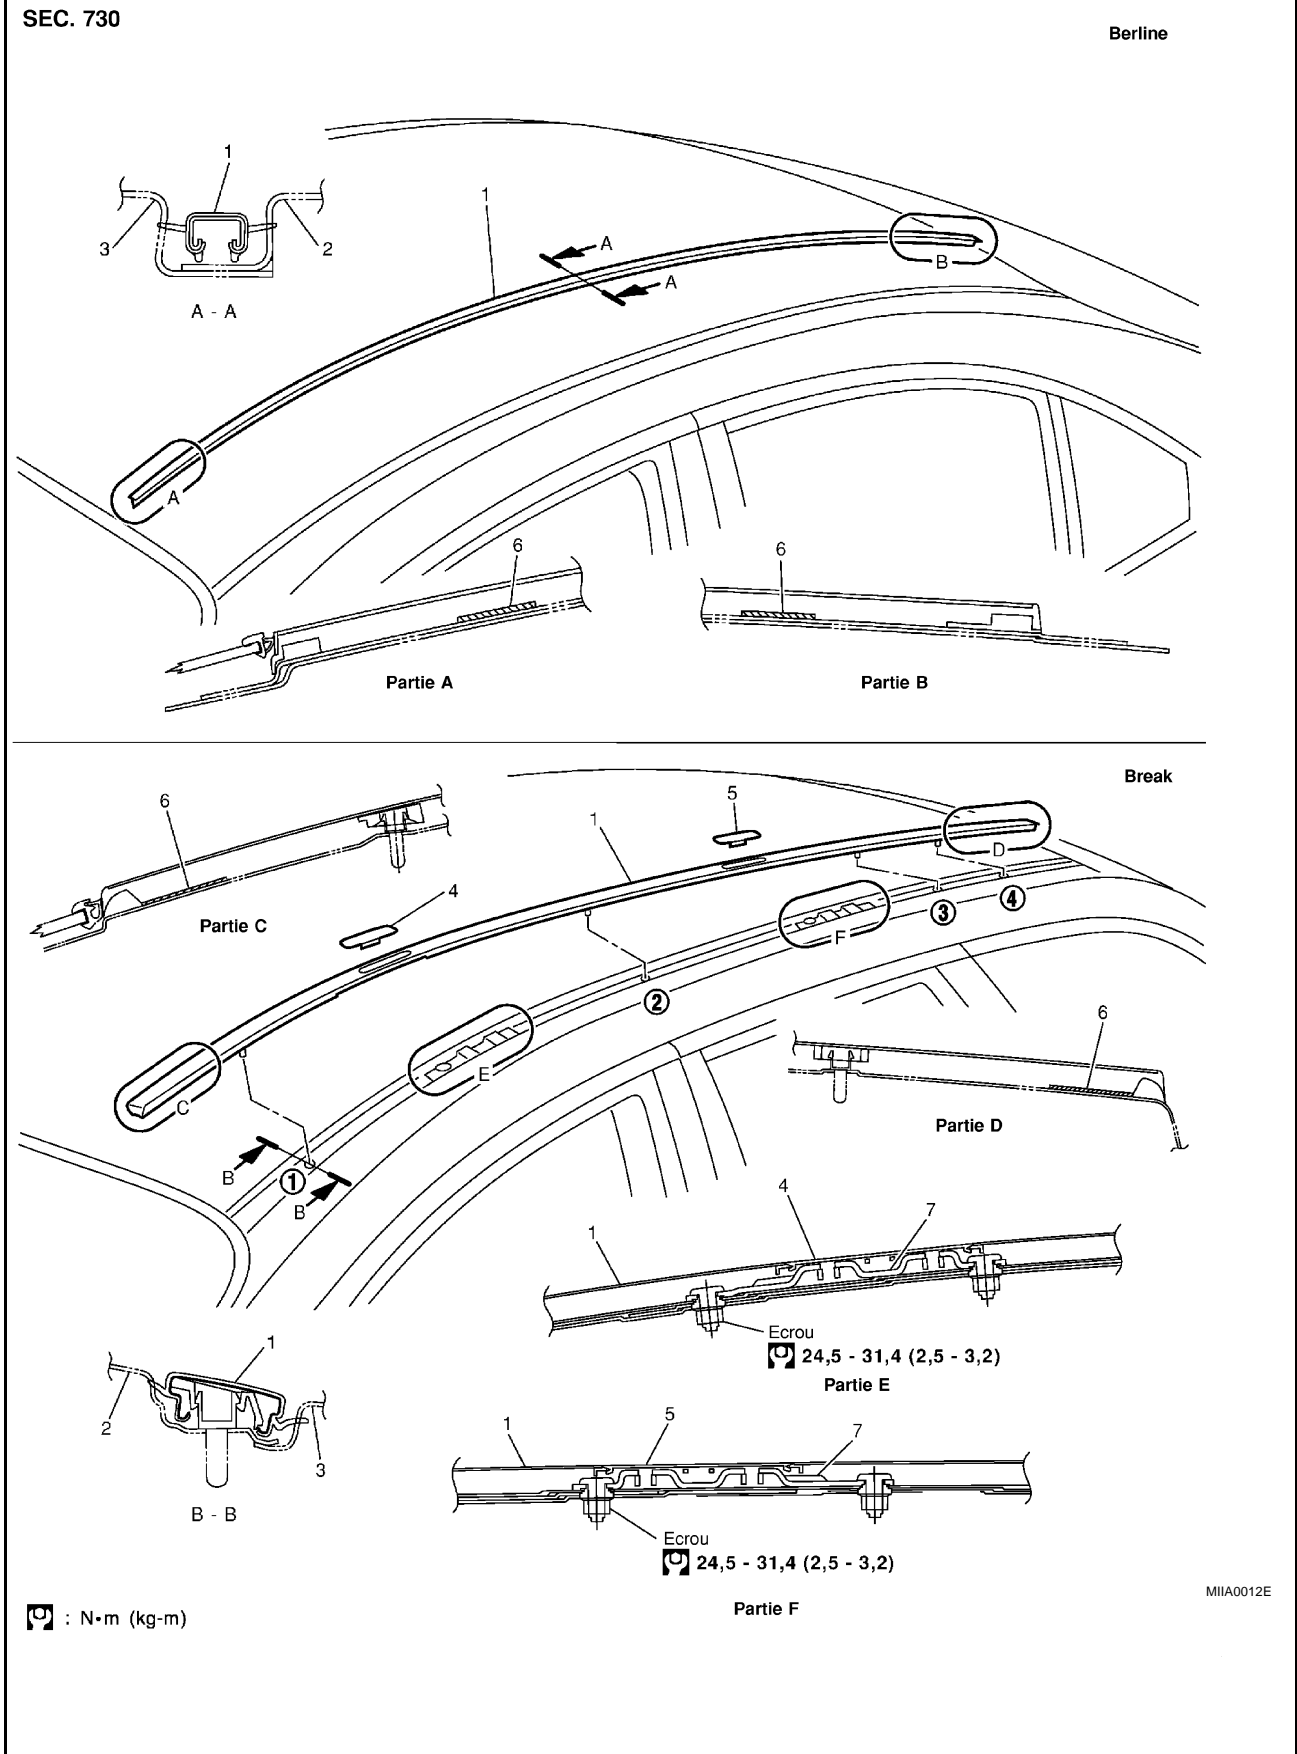 SEC. 730
Berline
1
3
2
A - A
1
A
A
B
A
6
Partie A
6
Partie B
Break
6
Partie C
5
1
4
D
3
4
F
2
E
C
B
1
B
6
Partie D
1
4
7
Ecrou
24,5 - 31,4 (2,5 - 3,2)
Partie E
1
2
3
B - B
1
5
7
Ecrou
24,5 - 31,4 (2,5 - 3,2)
Partie F
MIIA0012E
: N•m (kg-m)